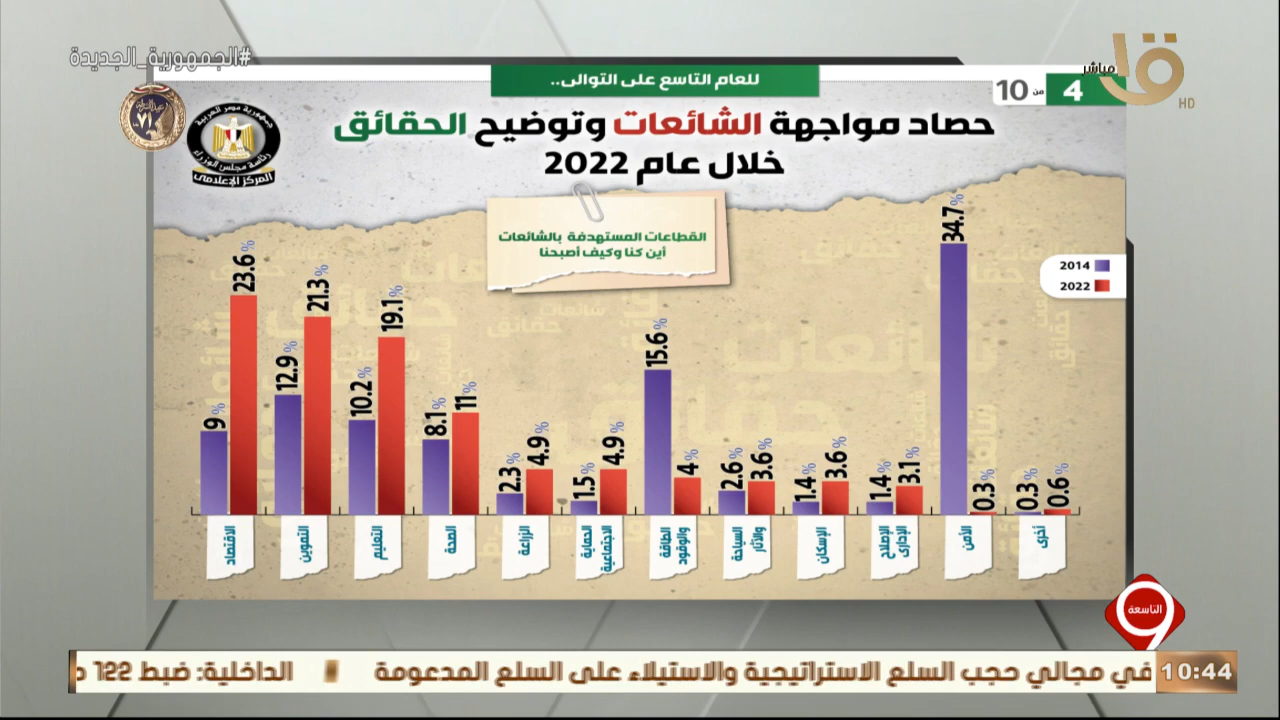 #الجمهورية_الجديدة
مباشر
HD
للعام التاسع على التوالى..
4 من 10
حصاد مواجهة الشائعات وتوضيح الحقائق
خلال عام 2022
جمهورية مصر العربية
رئاسة مجلس الوزراء
المركز الإعلامى
القطاعات المستهدفة بالشائعات
أين كنا وكيف أصبحنا
2014
2022
9% 23.6%
12.9% 21.3%
10.2% 19.1%
8.1% 11%
2.3% 4.9%
1.5% 4.9%
15.6% 4%
2.6% 3.6%
1.4% 3.6%
1.4% 3.1%
34.7% 0.3%
0.3% 0.6%
الاقتصاد
التموين
التعليم
الصحة
الزراعة
الحماية
الاجتماعية
الطاقة
والوقود
السياحة
والآثار
الإسكان
الإصلاح
الإدارى
الأمن
أخرى
التاسعة
9
10:44
في مجالي حجب السلع الاستراتيجية والاستيلاء على السلع المدعومة
الداخلية: ضبط 122